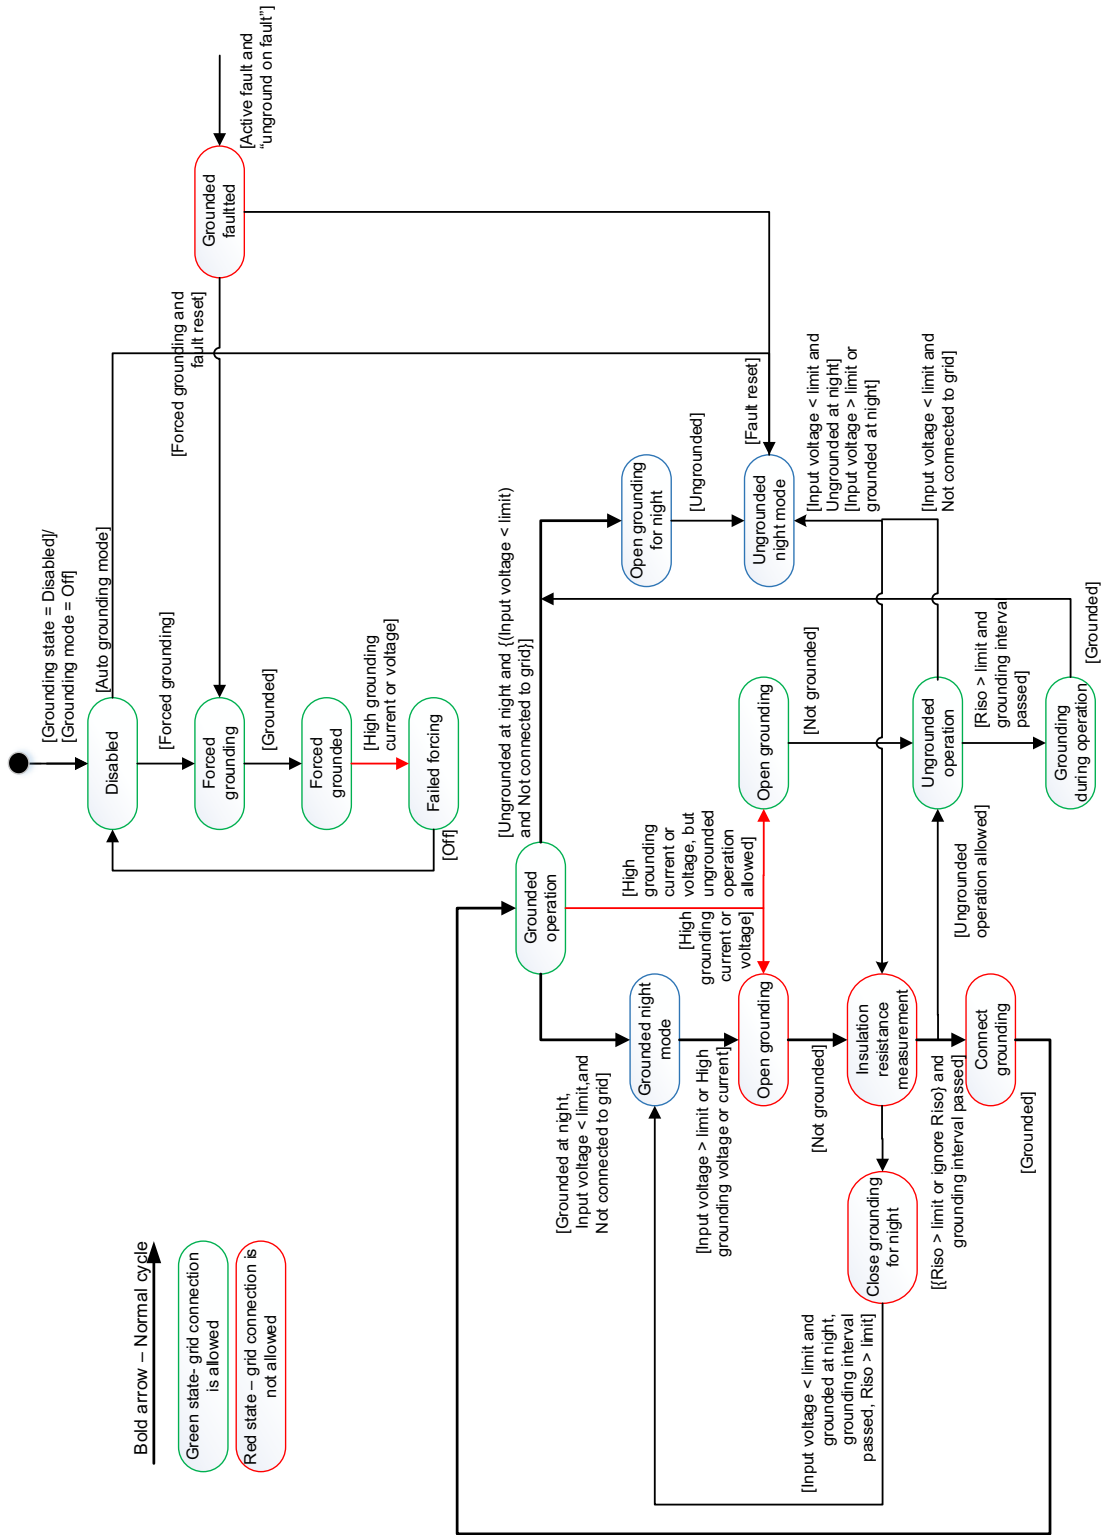 Bold arrow – Normal cycle
Green state- grid connection
is allowed
Red state – grid connection is
not allowed
[Grounding state = Disabled]/
[Grounding mode = Off]
Disabled
[Auto grounding mode]
[Forced grounding]
Forced
grounding
[Grounded]
Forced
grounded
[High grounding
current or voltage]
Failed forcing
[Off]
[Active fault and
“unground on fault”]
Grounded
faultted
[Forced grounding and
fault reset]
[Fault reset]
Grounded
operation
[Ungrounded at night and {(Input voltage < limit)
and Not connected to grid}]
Open grounding
for night
[Ungrounded]
Ungrounded
night mode
[Input voltage < limit and
Ungrounded at night]
[Input voltage > limit or
grounded at night]
[Input voltage < limit and
Not connected to grid]
[Grounded at night,
Input voltage < limit,and
Not connected to grid]
Grounded night
mode
[Input voltage > limit or High
grounding voltage or current]
[High
grounding
current or
voltage]
[High
grounding
current or
voltage, but
ungrounded
operation
allowed]
Open grounding
[Not grounded]
Open grounding
[Not grounded]
Insulation
resistance
measurement
[Ungrounded
operation allowed]
Ungrounded
operation
[Riso > limit and
grounding interva
passed]
Grounding
during operation
[Grounded]
Close grounding
for night
[Input voltage < limit and
grounded at night,
grounding interval
passed, Riso > limit]
[{Riso > limit or ignore Riso} and
grounding interval passed]
Connect
grounding
[Grounded]